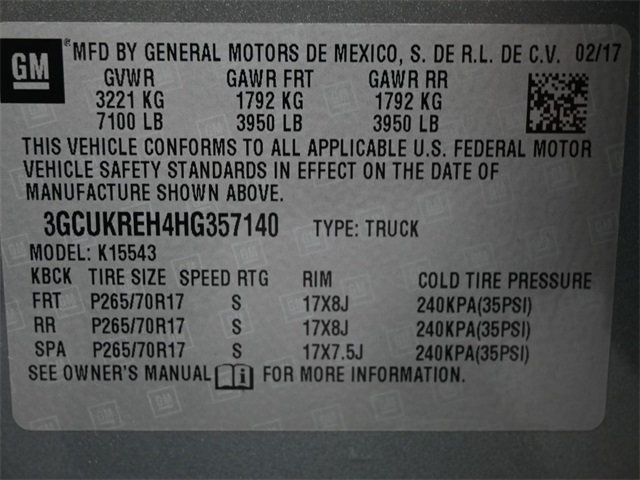 GM ® MFD BY GENERAL MOTORS DE MEXICO, S. DE R.L. DE C.V. 02/17
GVWR GAWR FRT GAWR RR
3221 KG 1792 KG 1792 KG
7100 LB 3950 LB 3950 LB
THIS VEHICLE CONFORMS TO ALL APPLICABLE U.S. FEDERAL MOTOR
VEHICLE SAFETY STANDARDS IN EFFECT ON THE DATE OF
MANUFACTURE SHOWN ABOVE.
3GCUKREH4HG357140 TYPE: TRUCK
MODEL: K15543
KBCK TIRE SIZE SPEED RTG RIM COLD TIRE PRESSURE
FRT P265/70R17 S 17X8J 240KPA(35PSI)
RR P265/70R17 S 17X8J 240KPA(35PSI)
SPA P265/70R17 S 17X7.5J 240KPA(35PSI)
SEE OWNER'S MANUAL i FOR MORE INFORMATION.